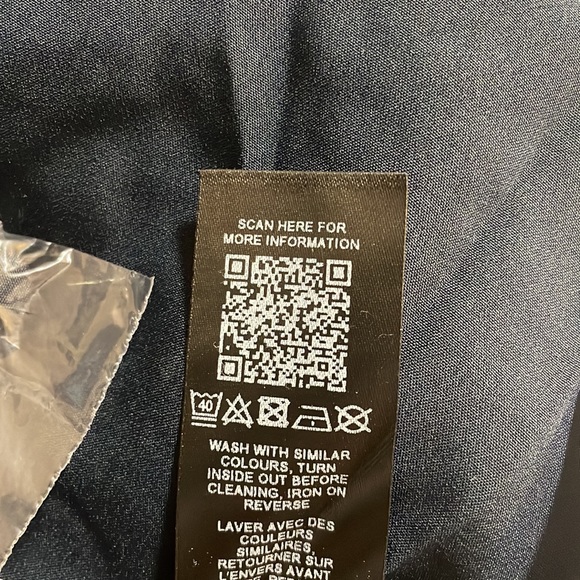 SCAN HERE FOR
MORE INFORMATION
40
WASH WITH SIMILAR
COLOURS, TURN
INSIDE OUT BEFORE
CLEANING, IRON ON
REVERSE
LAVER AVEC DES
COULEURS
SIMILAIRES,
RETOURNER SUR
L'ENVERS AVANT